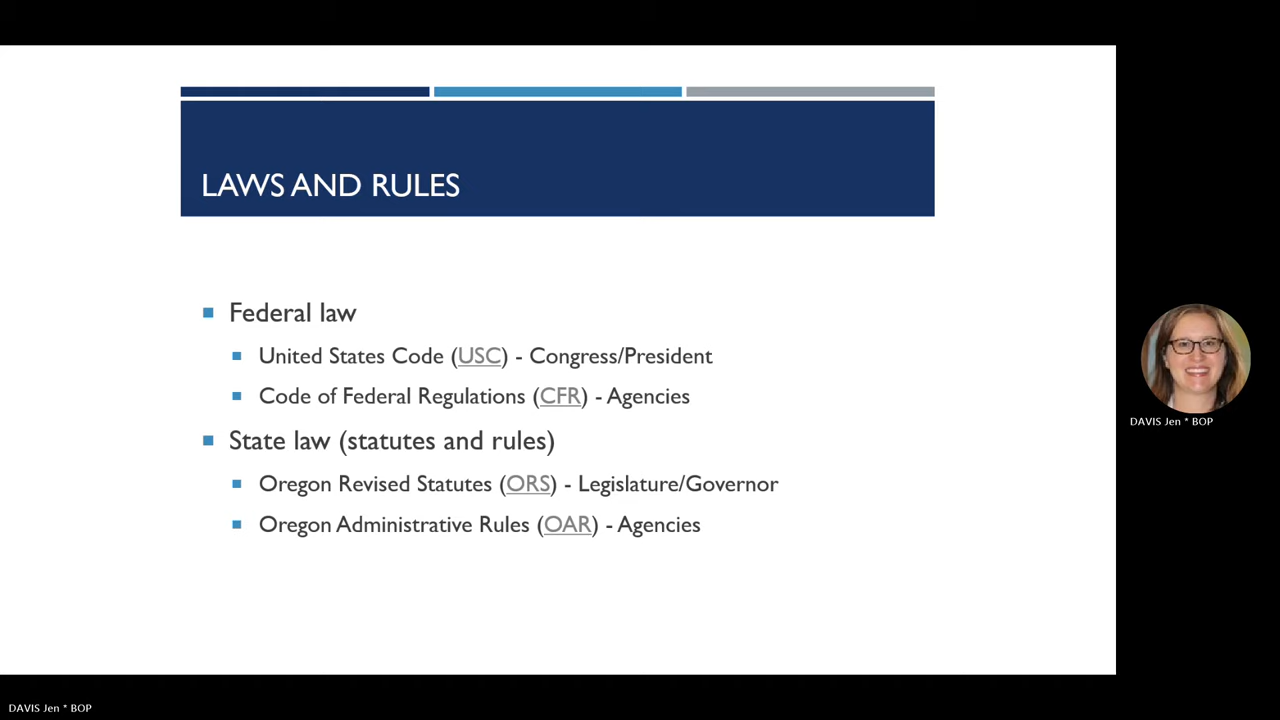 LAWS AND RULES
Federal law
United States Code (USC) - Congress/President
Code of Federal Regulations (CFR) - Agencies
State law (statutes and rules)
Oregon Revised Statutes (ORS) - Legislature/Governor
Oregon Administrative Rules (OAR) - Agencies
DAVIS Jen * BOP
DAVIS Jen * BOP